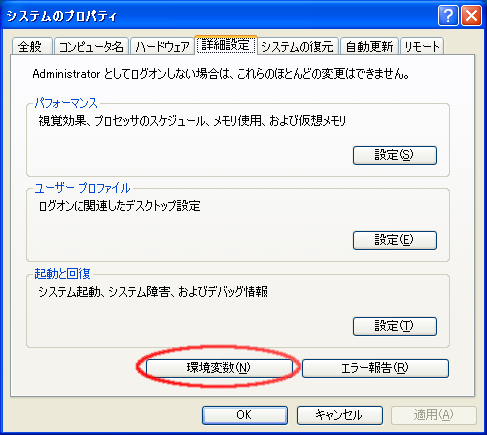 システムのプロパティ
全般 コンピュータ名 ハードウェア 詳細設定 システムの復元 自動更新 リモート
Administrator としてログオンしない場合は、これらのほとんどの変更はできません。
パフォーマンス
視覚効果、プロセッサのスケジュール、メモリ使用、および仮想メモリ
設定(S)
ユーザー プロファイル
ログオンに関連したデスクトップ設定
設定(E)
起動と回復
システム起動、システム障害、およびデバッグ情報
設定(T)
環境変数(N) エラー報告(R)
OK キャンセル 適用(A)